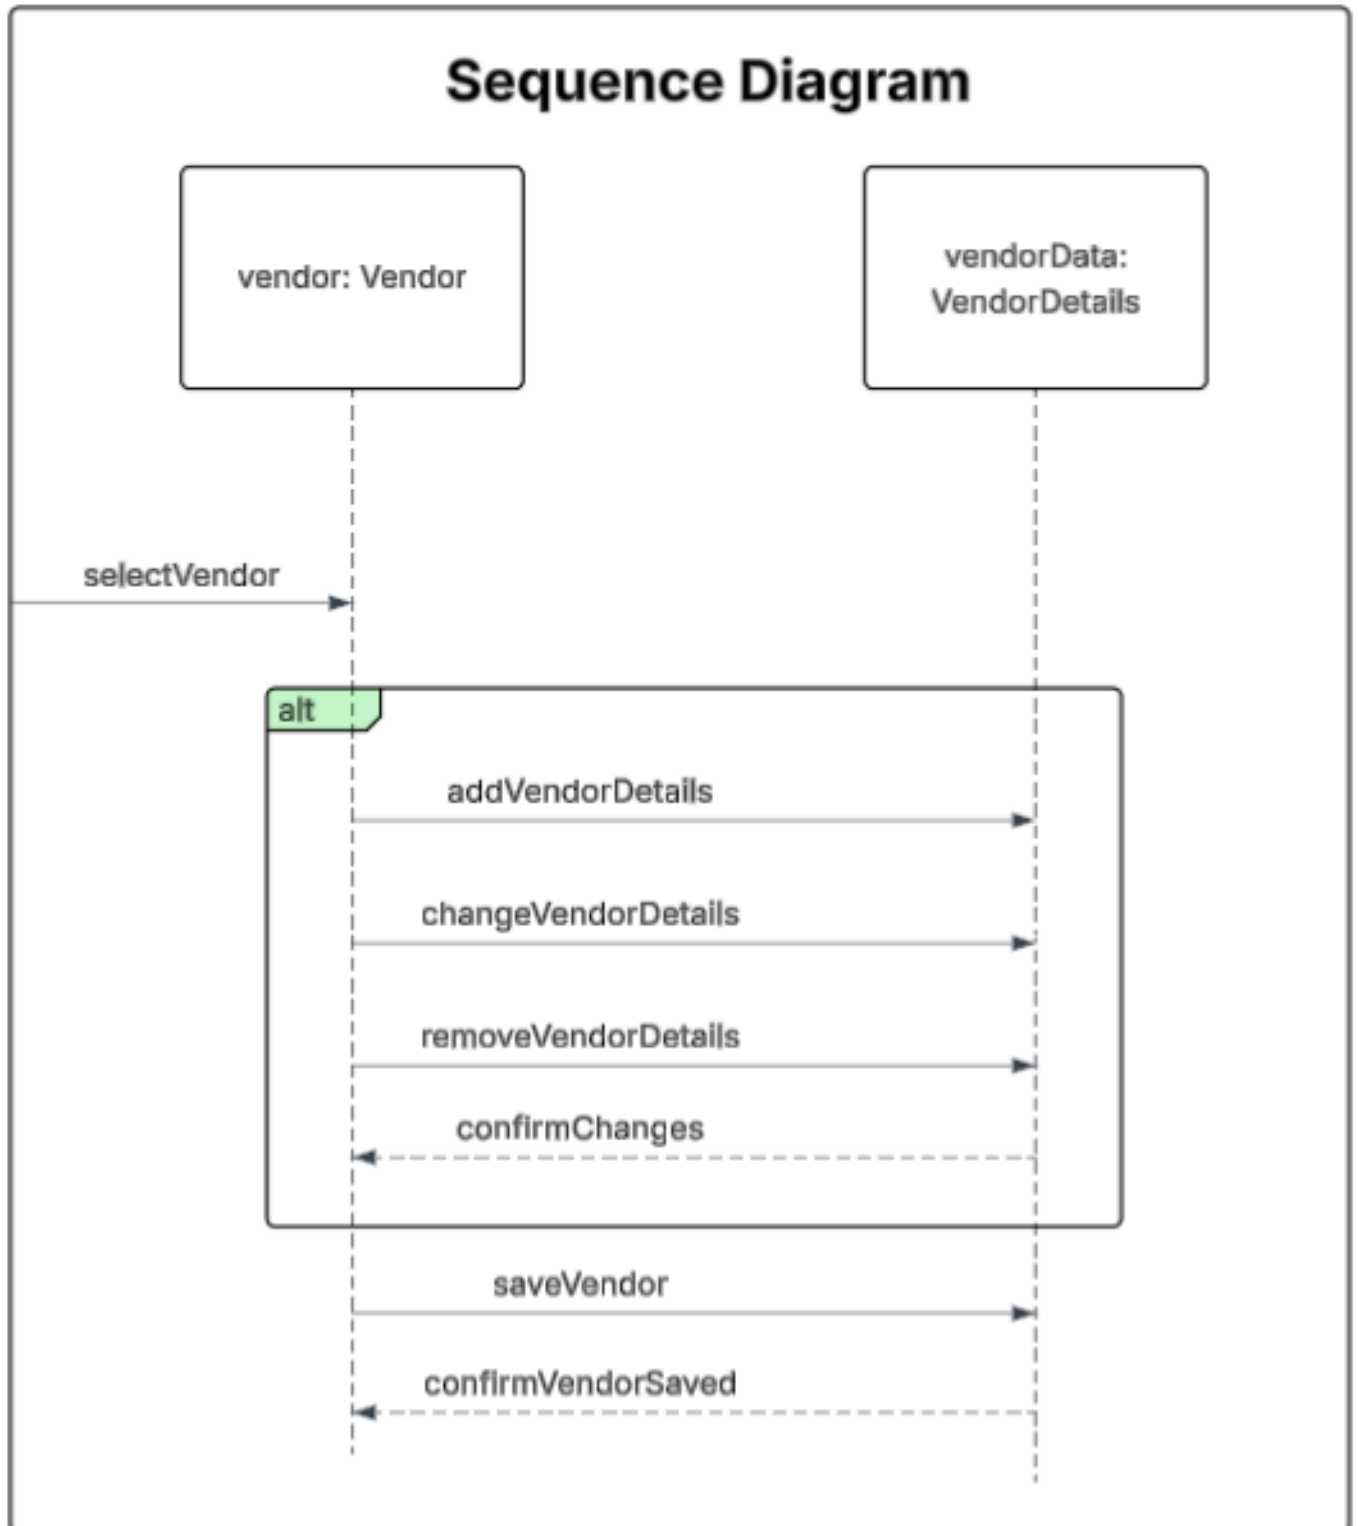 Sequence Diagram
vendor: Vendor
vendorData:
VendorDetails
selectVendor
alt
addVendorDetails
changeVendorDetails
removeVendorDetails
confirmChanges
saveVendor
confirmVendorSaved